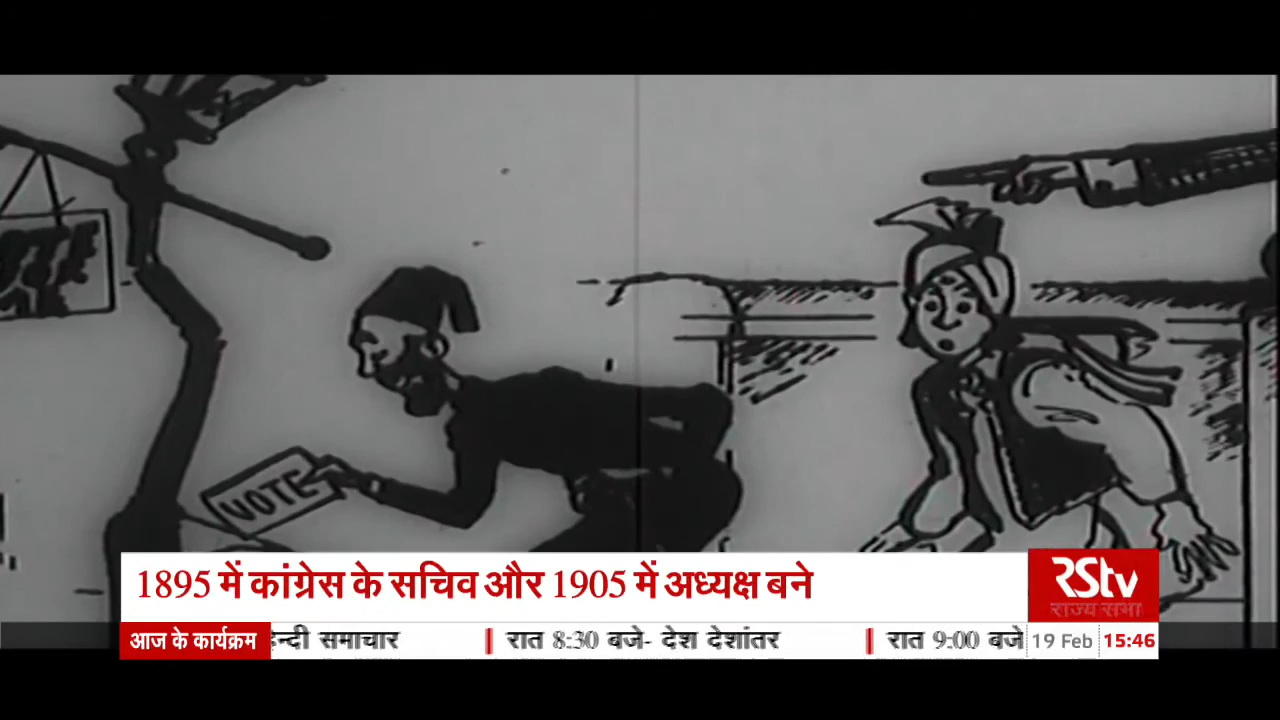 VOTE
1895 में कांग्रेस के सचिव और 1905 में अध्यक्ष बने
RStv
राज्य सभा
आज के कार्यक्रम हिन्दी समाचार | रात 8:30 बजे- देश देशांतर | रात 9:00 बजे 19 Feb 15:46